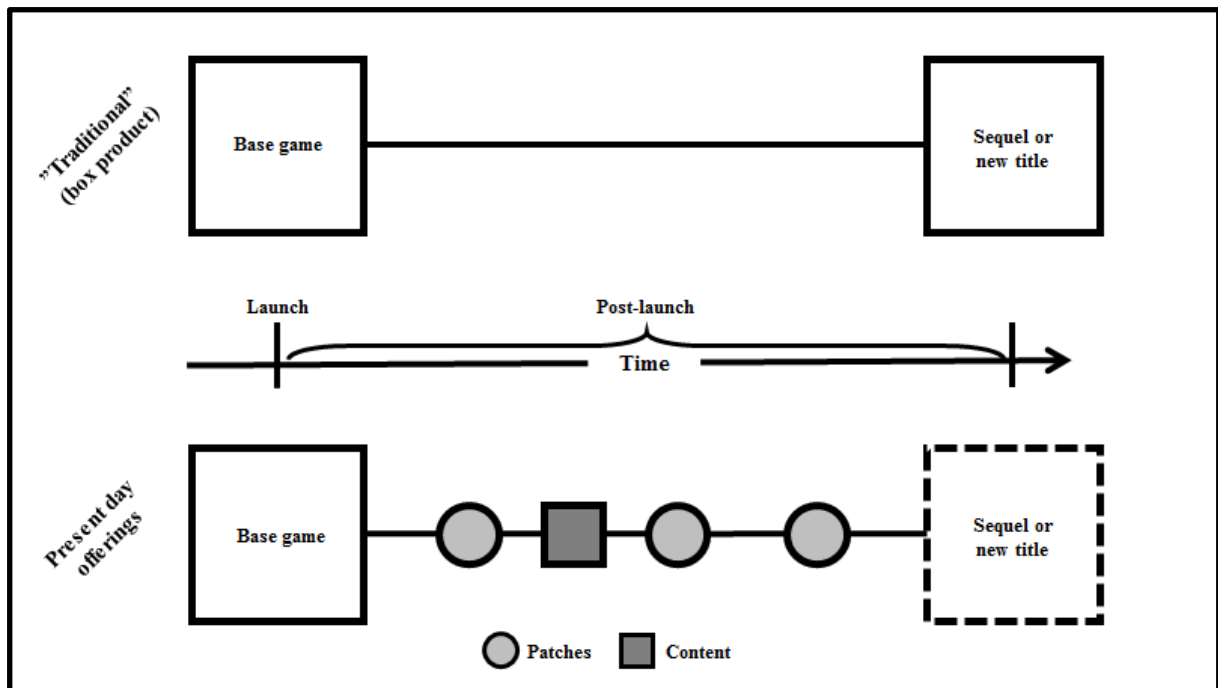 ”Traditional”
(box product)
Base game
Sequel or
new title
Launch
Post-launch
Time
Present day
offerings
Base game
Sequel or
new title
Patches
Content